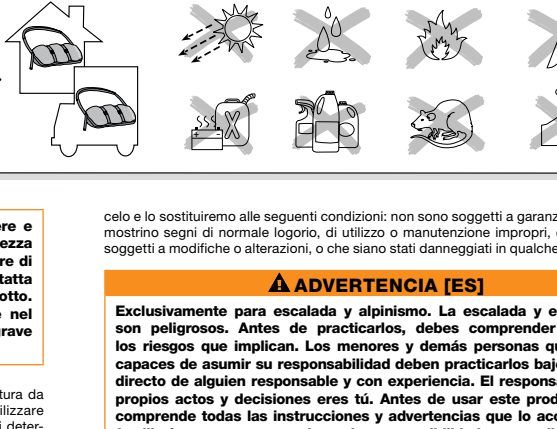 ere e
ezza
re di
tatta
otto.
nel
grave
tura da
ilizzare
i deter-
celo e lo sostituiremo alle seguenti condizioni: non sono soggetti a garanz
mostrino segni di normale logorio, di utilizzo o manutenzione impropri,
soggetti a modifiche o alterazioni, o che siano stati danneggiati in qualche
ADVERTENCIA [ES]
Exclusivamente para escalada y alpinismo. La escalada y e
son peligrosos. Antes de practicarlos, debes comprender
los riesgos que implican. Los menores y demás personas qu
capaces de asumir su responsabilidad deben practicarlos bajo
directo de alguien responsable y con experiencia. El respons
propios actos y decisiones eres tú. Antes de usar este prod
comprende todas las instrucciones y advertencias que lo aco